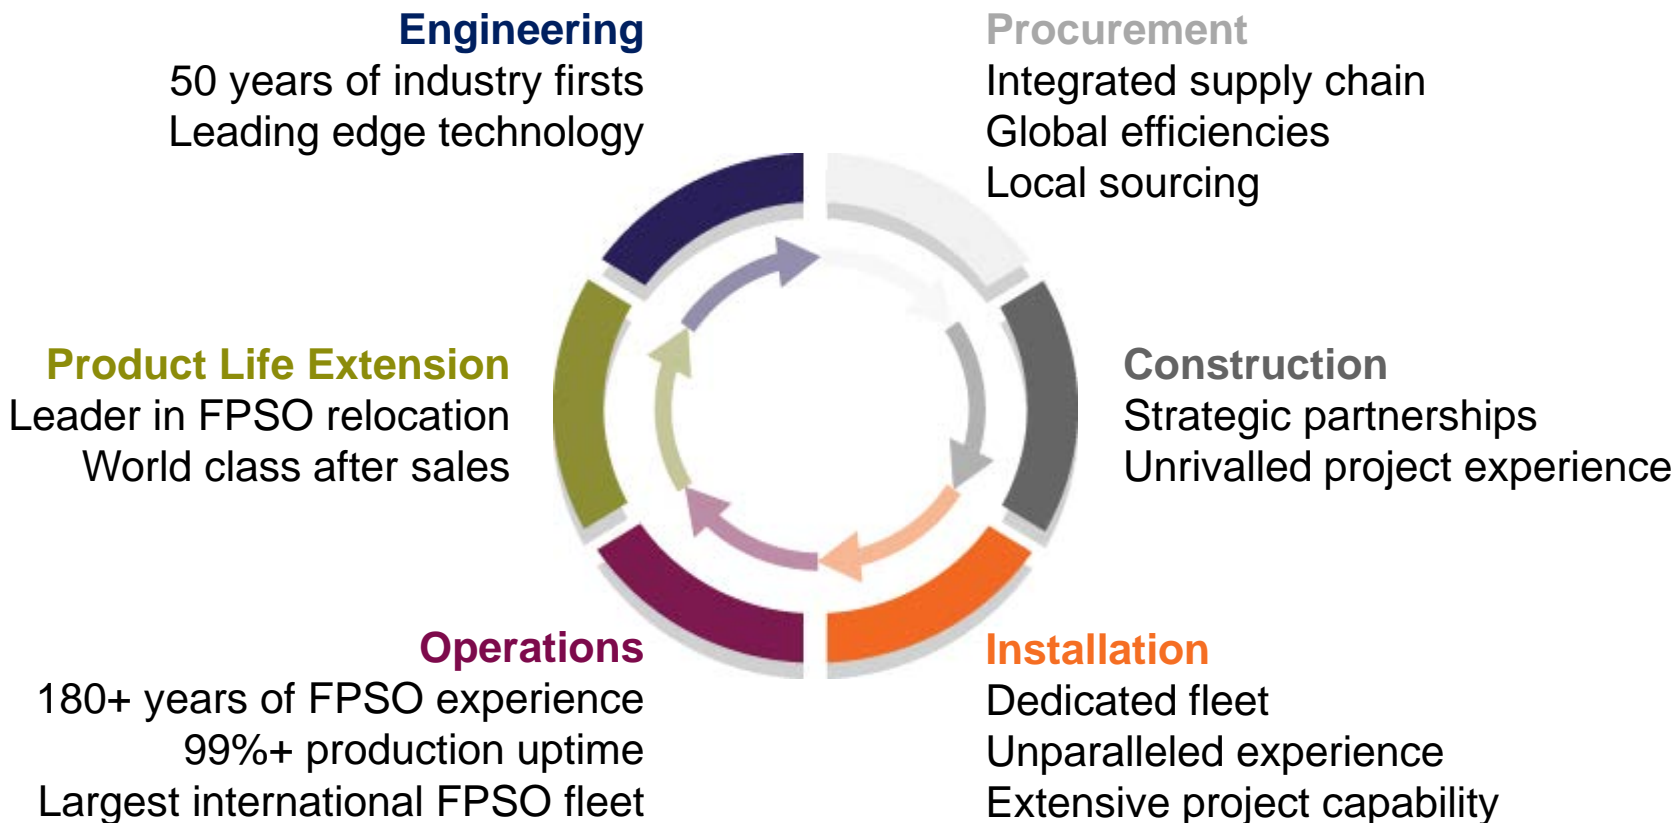 Engineering
50 years of industry firsts
Leading edge technology
Procurement
Integrated supply chain
Global efficiencies
Local sourcing
Product Life Extension
Leader in FPSO relocation
World class after sales
Construction
Strategic partnerships
Unrivalled project experience
Operations
180+ years of FPSO experience
99%+ production uptime
Largest international FPSO fleet
Installation
Dedicated fleet
Unparalleled experience
Extensive project capability